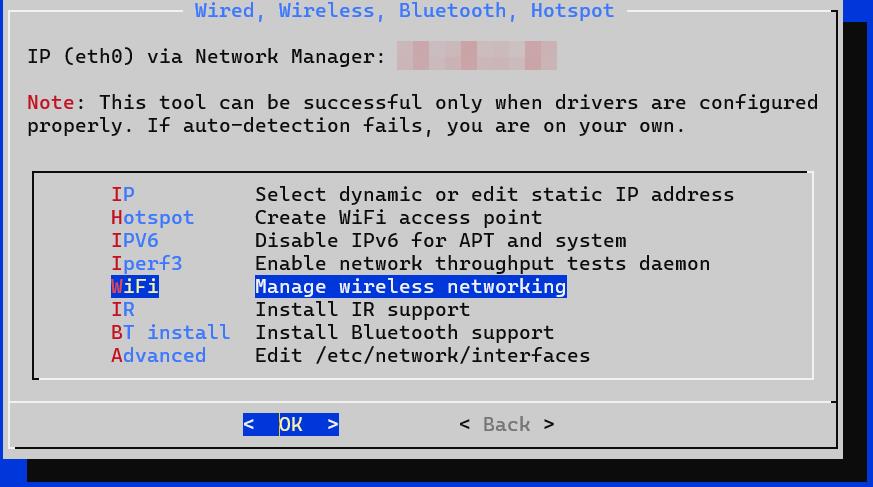 Wired, Wireless, Bluetooth, Hotspot
IP (eth0) via Network Manager:
Note: This tool can be successful only when drivers are configured
properly. If auto-detection fails, you are on your own.
IP Select dynamic or edit static IP address
Hotspot Create WiFi access point
IPV6 Disable IPv6 for APT and system
Iperf3 Enable network throughput tests daemon
WiFi Manage wireless networking
IR Install IR support
BT install Install Bluetooth support
Advanced Edit /etc/network/interfaces
< OK > < Back >